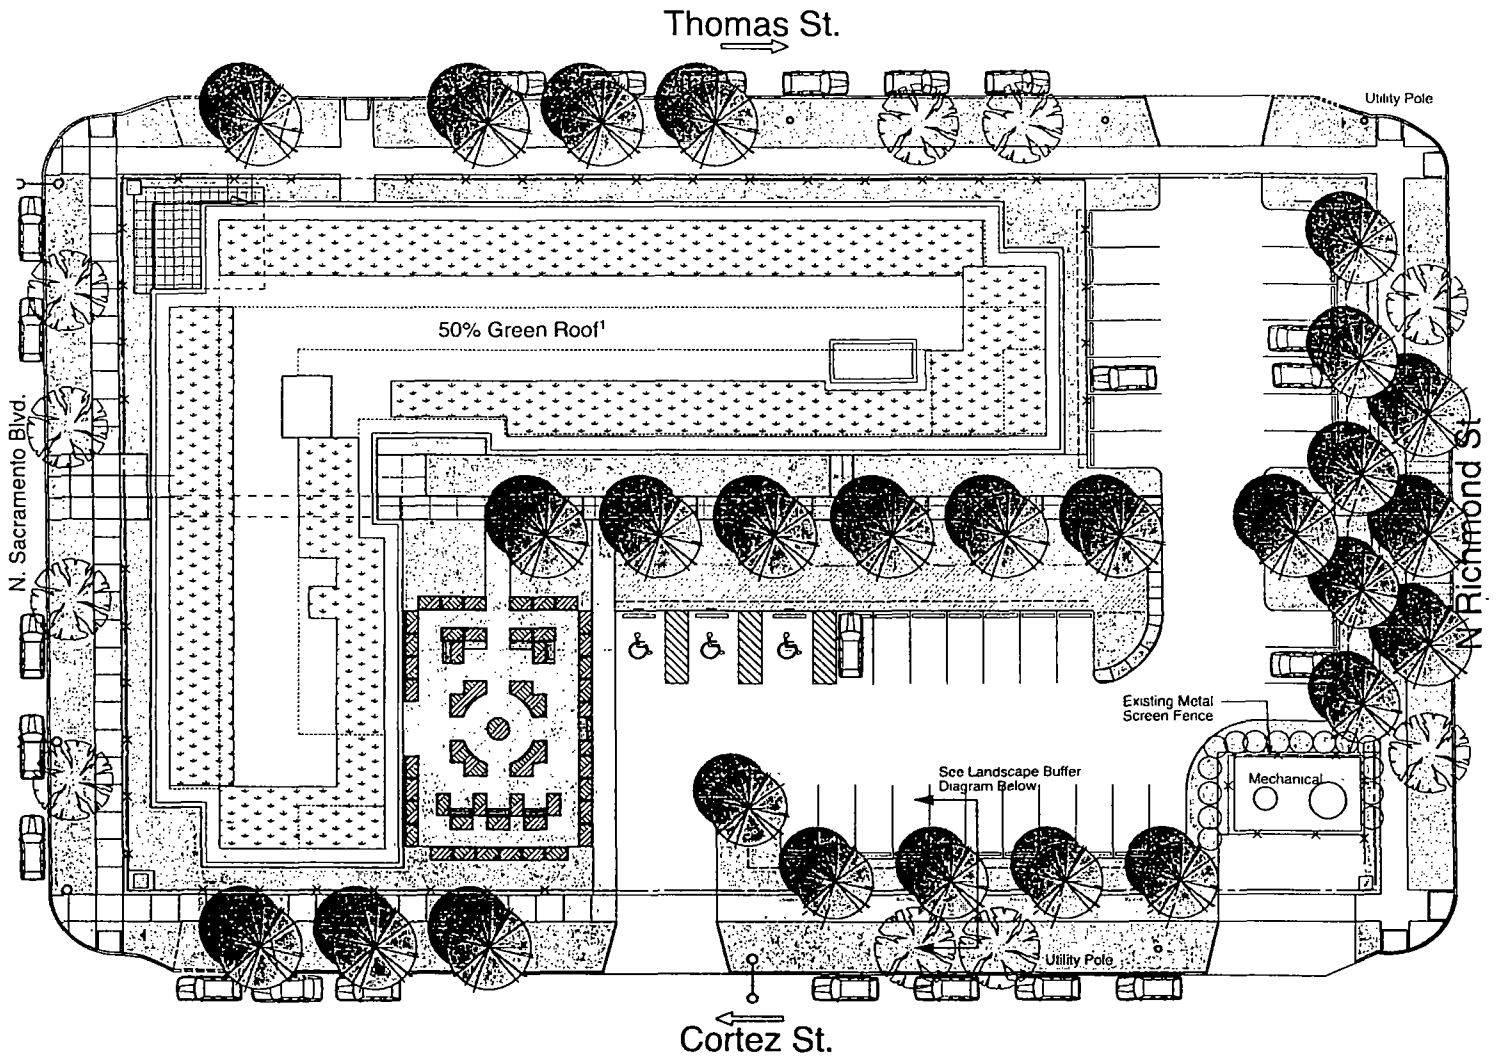 Thomas St.
Utility Pole
50% Green Roof¹
N. Sacramento Blvd.
N Richmond St
Existing Metal
Screen Fence
See Landscape Buffer
Diagram Below
Mechanical
Utility Pole
Cortez St.